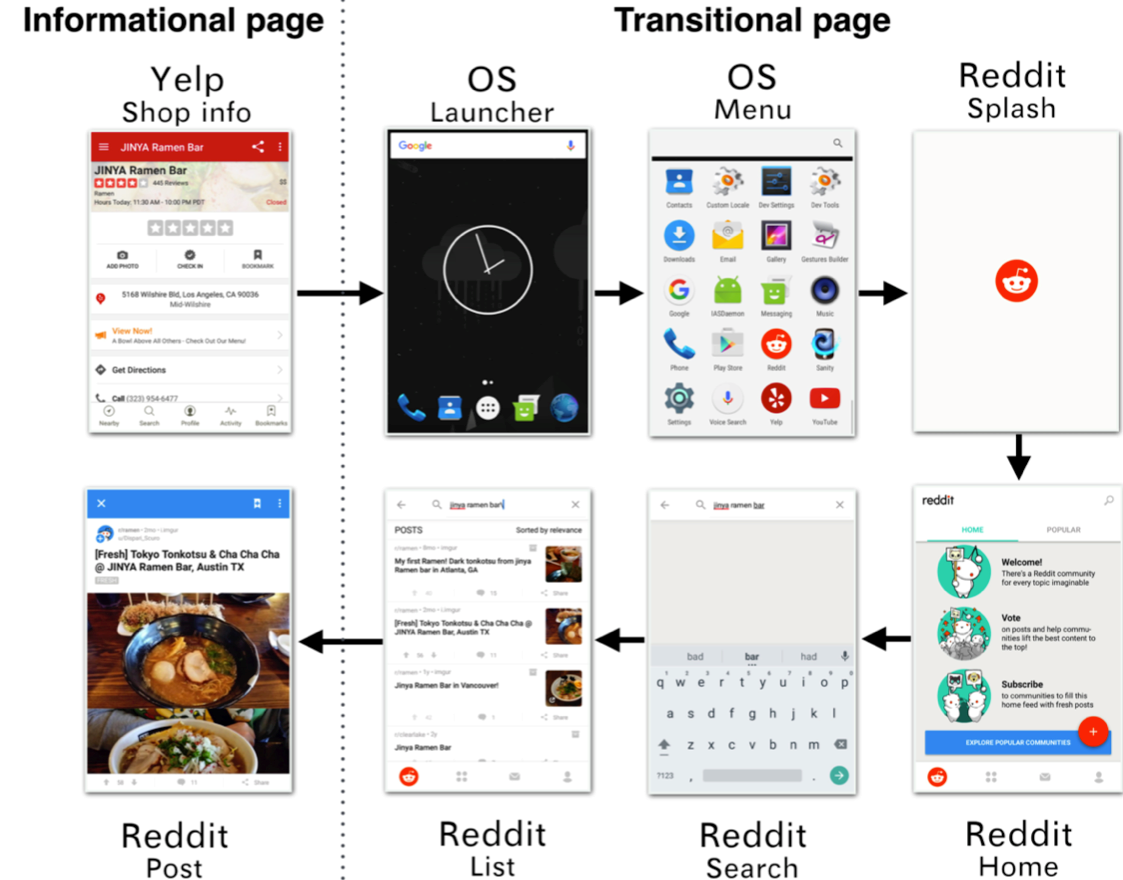 Informational page
Transitional page
Yelp
Shop info
OS
Launcher
OS
Menu
Reddit
Splash
JINYA Ramen Bar
JINYA Ramen Bar
445 Reviews
$$
Ramen
Hours Today: 11:30 AM - 10:00 PM PDT
Closed
ADD PHOTO
CHECK IN
BOOKMARK
5168 Wilshire Bld, Los Angeles, CA 90036
Mid-Wilshire
View Now!
A Bowl Above All Others - Check Out Our Menu!
Get Directions
Call (323) 954-6477
Nearby Search Profile Activity Bookmarks
Google
Contacts Custom Locale Dev Settings Dev Tools
Downloads Email Gallery Gestures Builder
Google IASDaemon Messaging Music
Phone Play Store Reddit Sanity
Settings Voice Search Yelp YouTube
reddit
HOME POPULAR
Welcome!
There's a Reddit community
for every topic imaginable
Vote
on posts and help commu-
nities lift the best content to
the top!
Subscribe
to communities to fill this
home feed with fresh posts
EXPLORE POPULAR COMMUNITIES
jinya ramen bar
bad bar had
q w e r t y u i o p
a s d f g h j k l
z x c v b n m
?123 , .
jinya ramen bar
POSTS Sorted by relevance
r/ramen • 8mo • imgur
My first Ramen! Dark tonkotsu from jinya
Ramen bar in Atlanta, GA
15 Share
r/ramen • 2mo • i.imgur
[Fresh] Tokyo Tonkotsu & Cha Cha Cha @
JINYA Ramen Bar, Austin TX
11 Share
r/ramen • 1y • imgur
Jinya Ramen Bar in Vancouver!
1 Share
Jinya Ramen Bar
r/ramen • 2mo • i.imgur
[Fresh] Tokyo Tonkotsu & Cha Cha Cha
@ JINYA Ramen Bar, Austin TX
FRESH
11 Share
Reddit
Post
Reddit
List
Reddit
Search
Reddit
Home